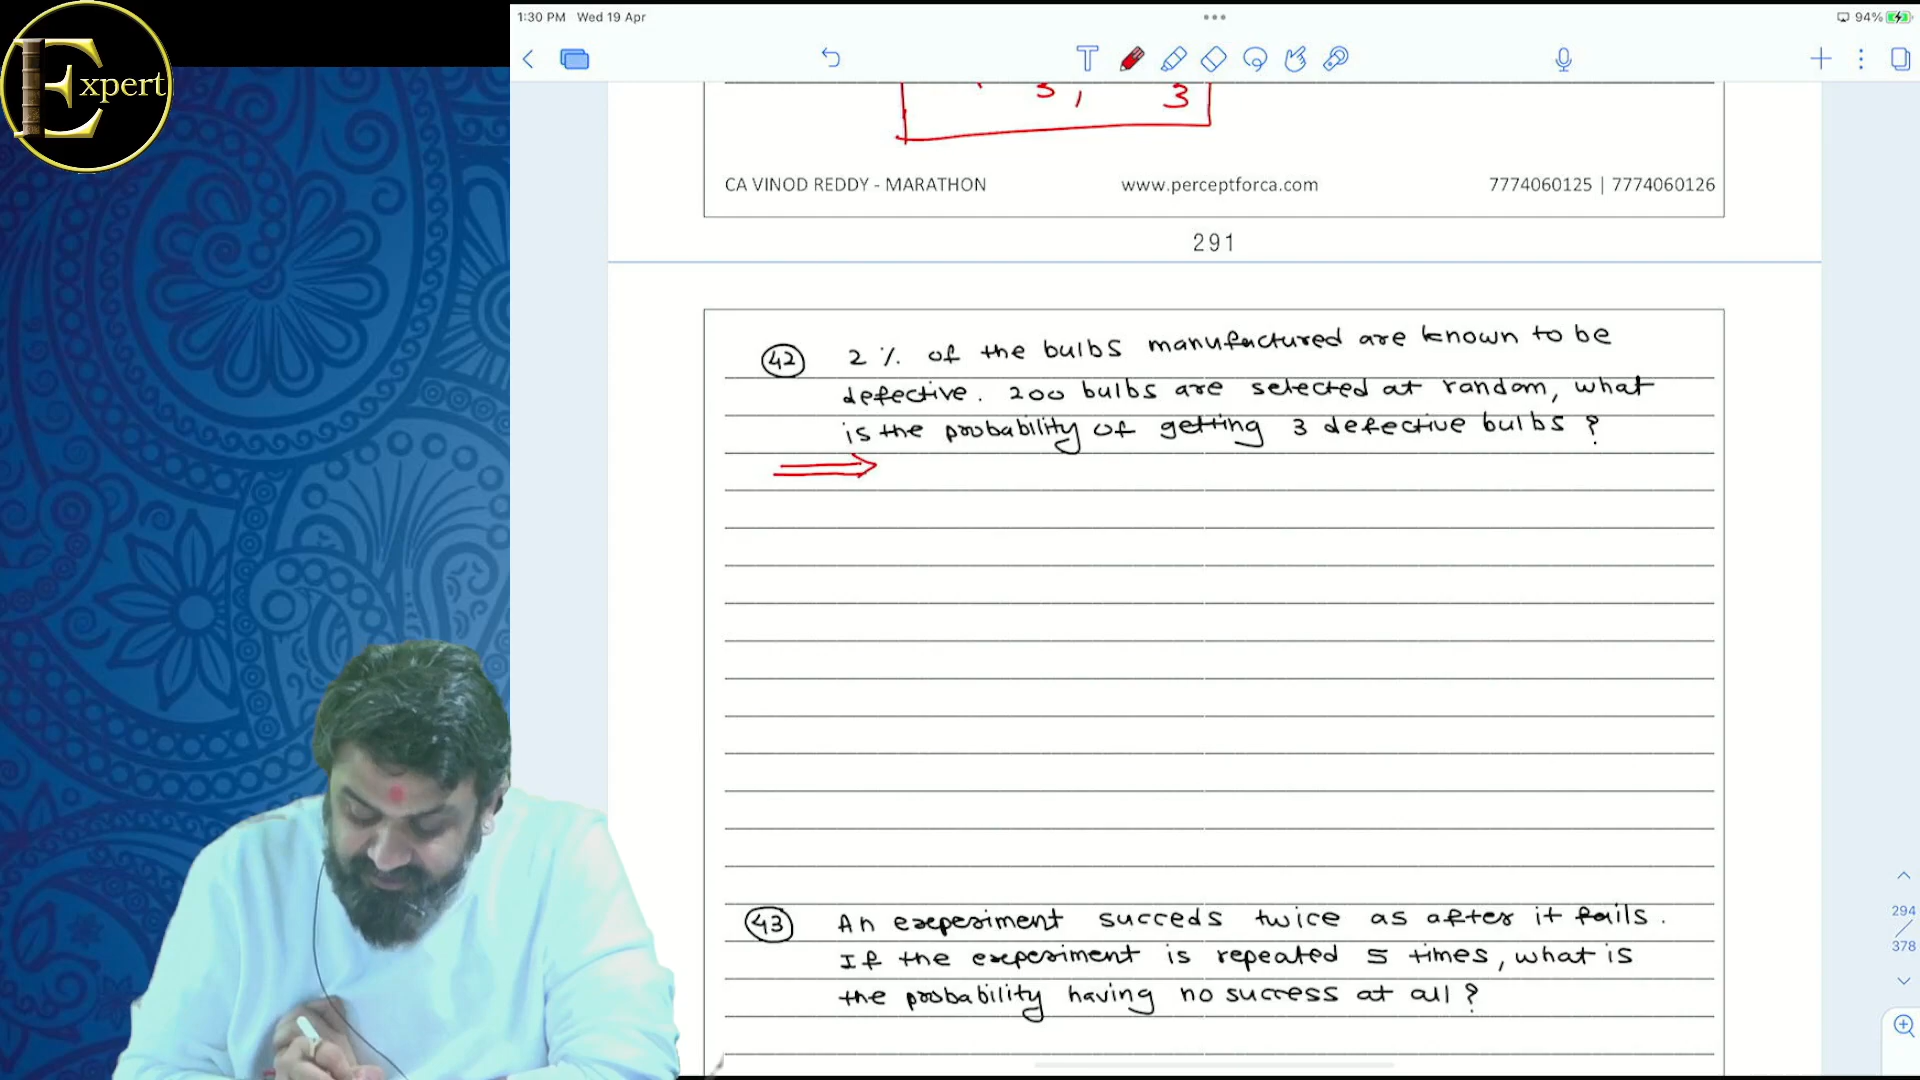 1:30 PM Wed 19 Apr
94%
Expert
3, 3
CA VINOD REDDY - MARATHON www.perceptforca.com 7774060125 | 7774060126
291
42 2 % of the bulbs manufactured are known to be
defective. 200 bulbs are selected at random, what
is the probability of getting 3 defective bulbs ?
43 An experiment succeds twice as after it fails.
If the experiment is repeated 5 times, what is
the probability having no success at all ?
294
378